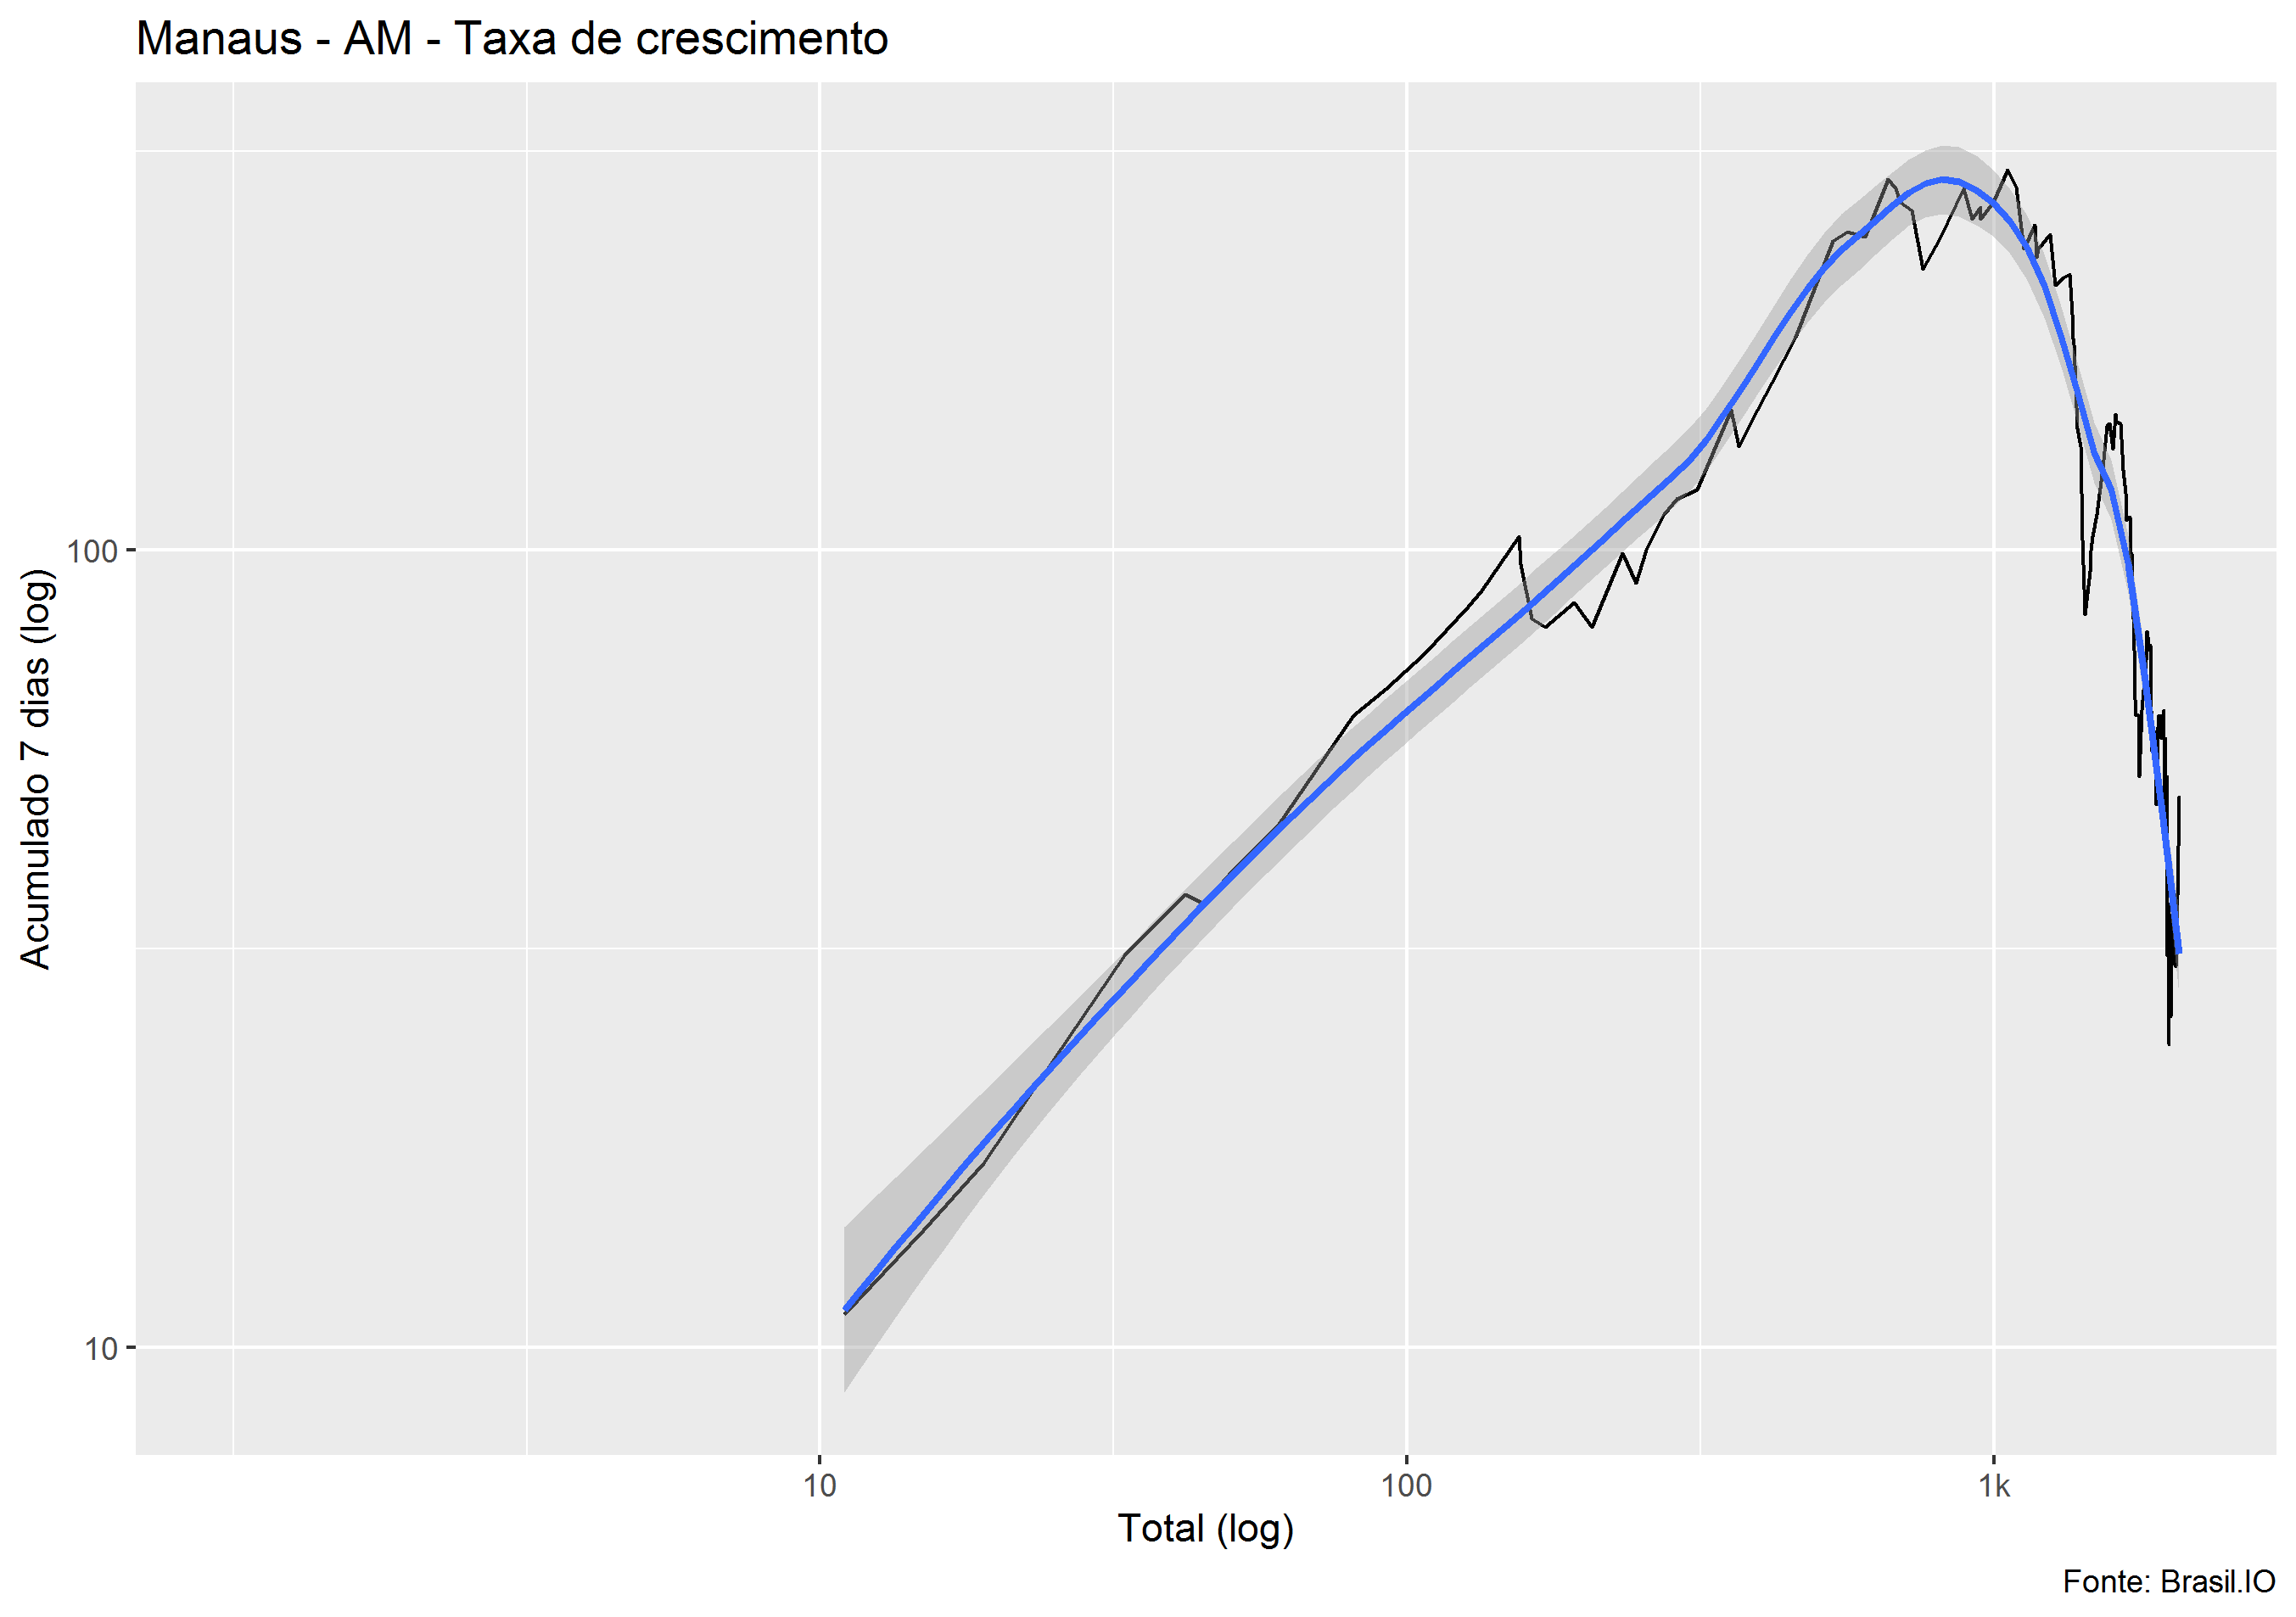 Manaus - AM - Taxa de crescimento
Acumulado 7 dias (log)
100
10
10
100
1k
Total (log)
Fonte: Brasil.IO